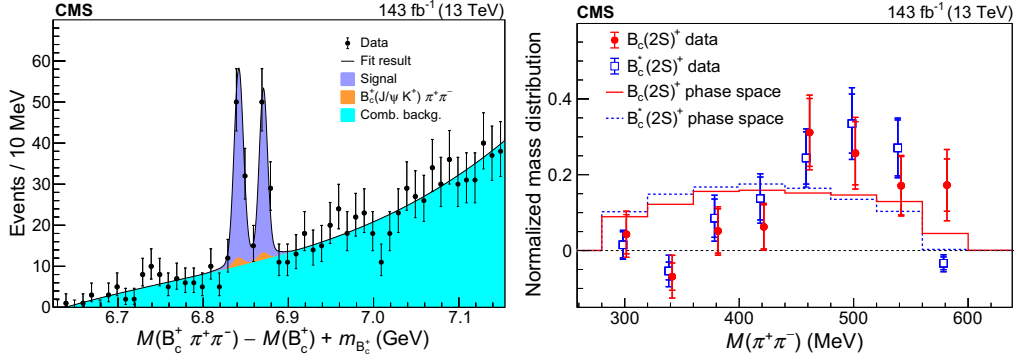 CMS 143 fb⁻¹ (13 TeV)
Events / 10 MeV
60
50
40
30
20
10
0
Data
Fit result
Signal
B_c⁺(J/ψ K⁺) π⁺π⁻
Comb. backg.
6.7 6.8 6.9 7.0 7.1
M(B_c⁺ π⁺π⁻) − M(B_c⁺) + m_{B_c⁺} (GeV)
CMS 143 fb⁻¹ (13 TeV)
Normalized mass distribution
0.6
0.4
0.2
0
B_c(2S)⁺ data
B_c^*(2S)⁺ data
B_c(2S)⁺ phase space
B_c^*(2S)⁺ phase space
300 400 500 600
M(π⁺π⁻) (MeV)